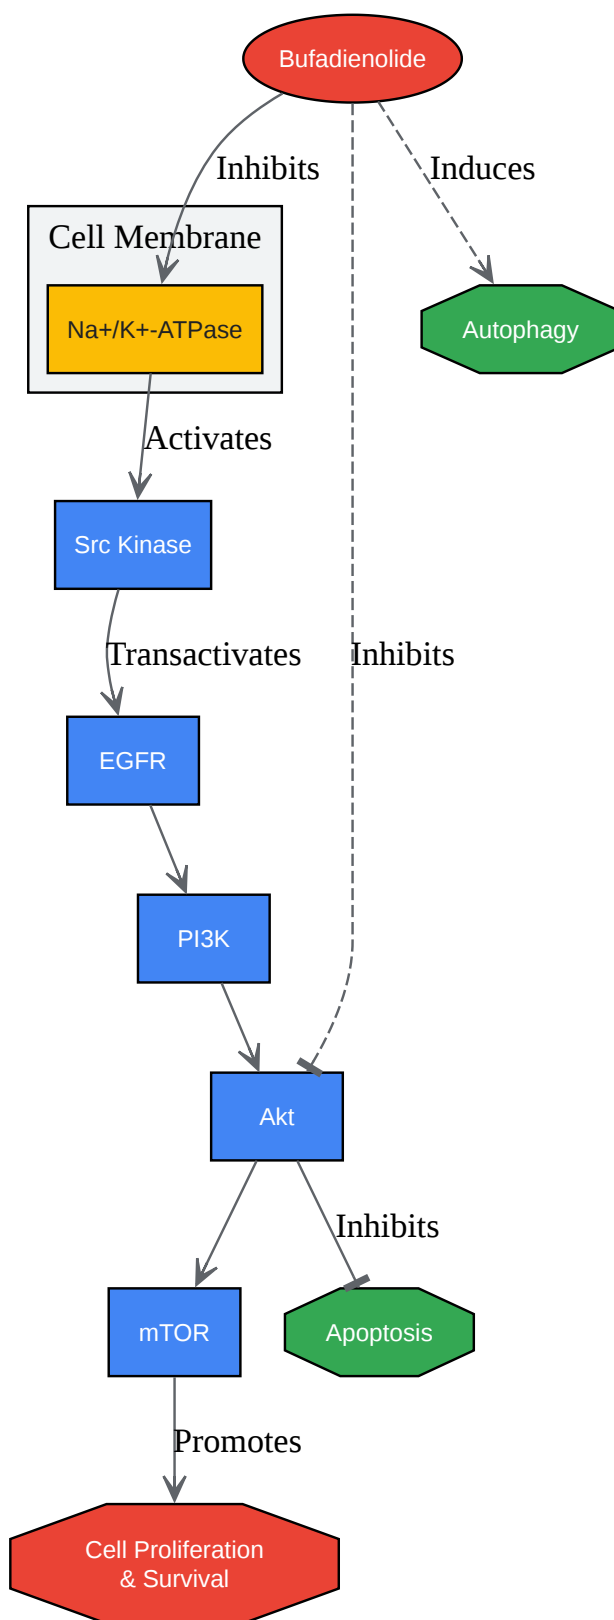 Bufadienolide
Inhibits
Induces
Cell Membrane
Na+/K+-ATPase
Autophagy
Activates
Src Kinase
Transactivates
Inhibits
EGFR
PI3K
Akt
Inhibits
mTOR
Apoptosis
Promotes
Cell Proliferation
& Survival